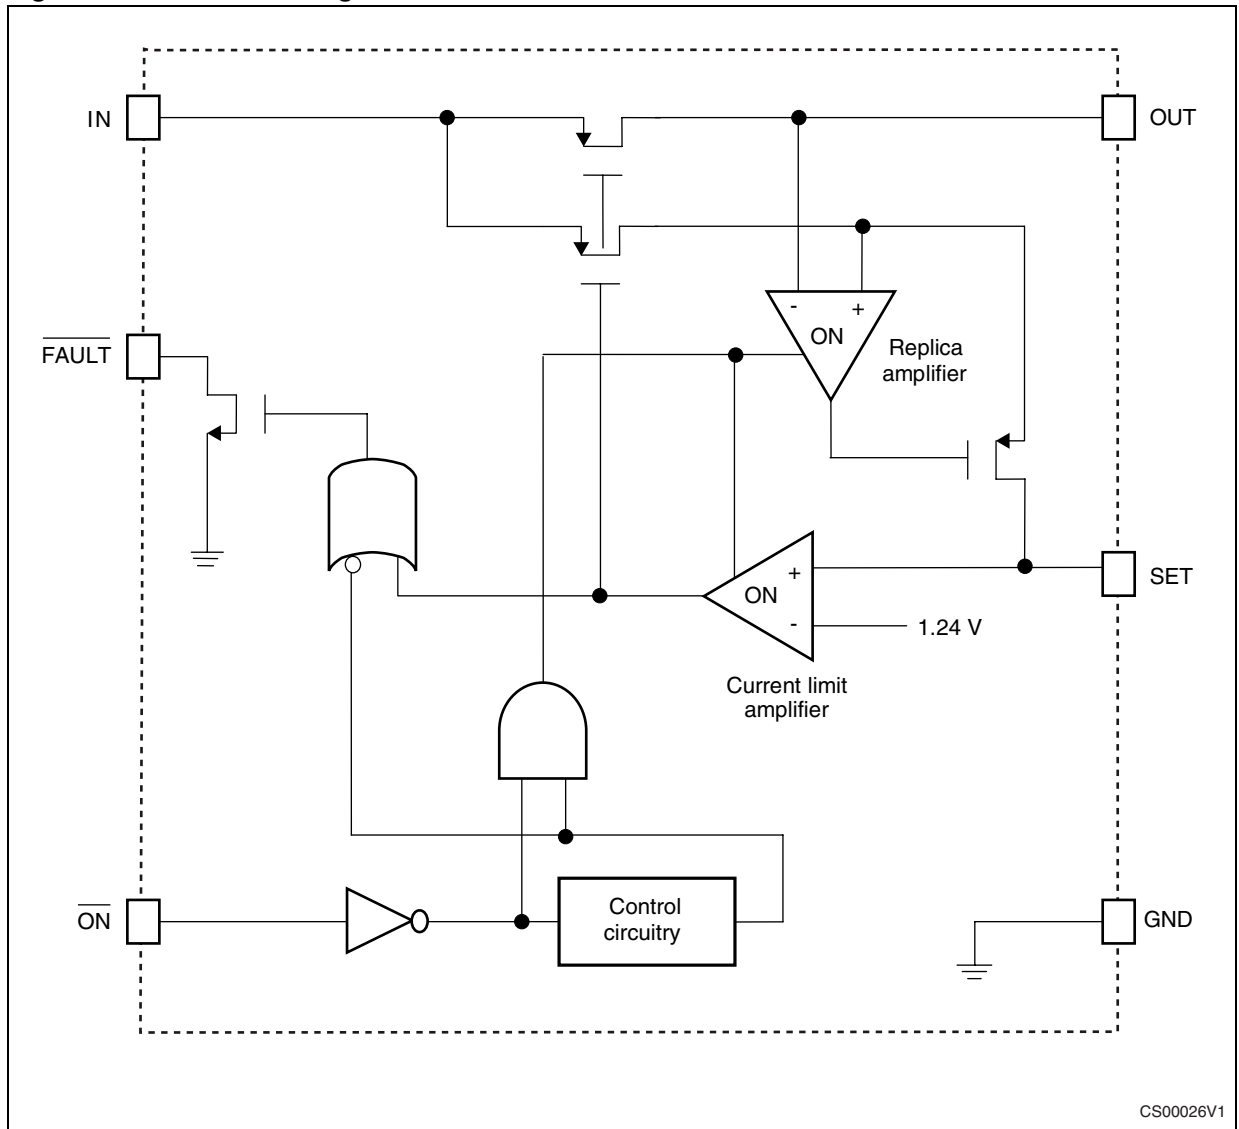 IN
OUT
-
+
ON
Replica
amplifier
FAULT
+
ON
-
1.24 V
SET
Current limit
amplifier
ON
Control
circuitry
GND
CS00026V1